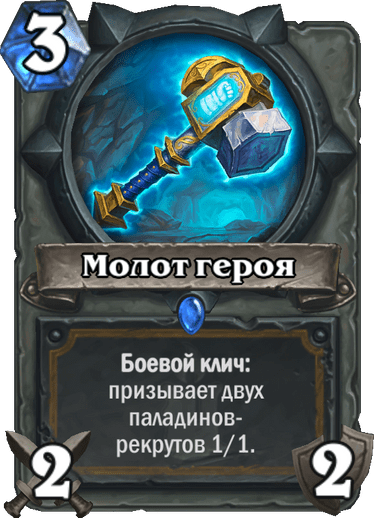 3
Молот героя
Боевой клич:
призывает двух
паладинов-
рекрутов 1/1.
2
2